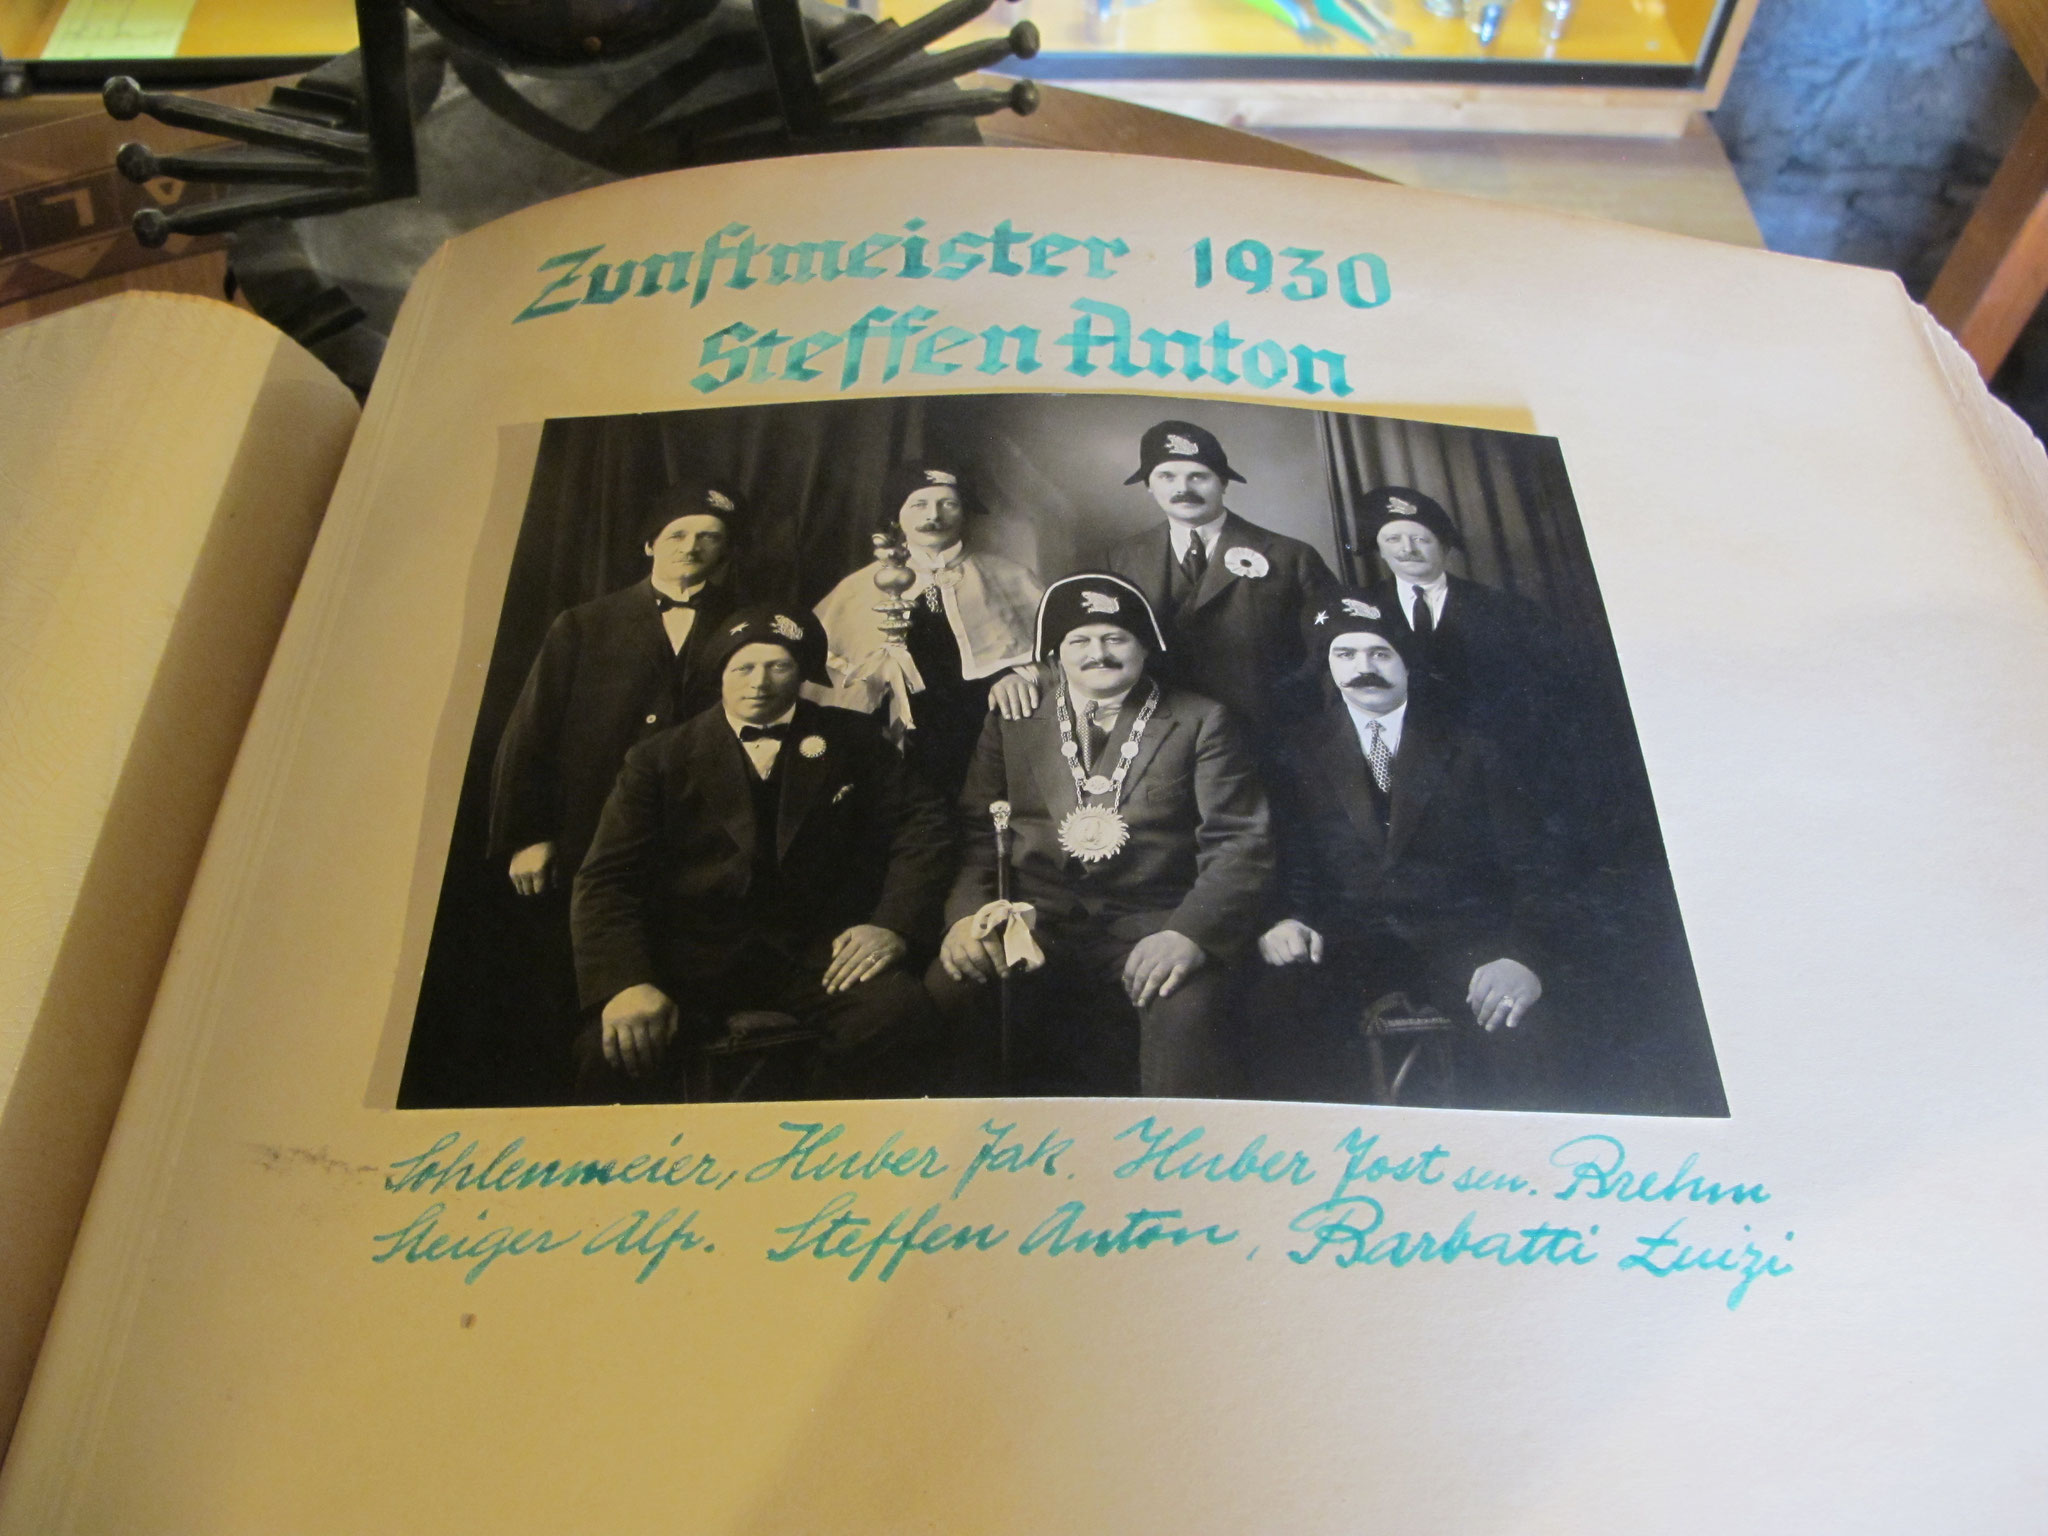 Zunftmeister 1930
Steffen Anton
Sohlenmeier, Huber Jak. Huber Jost sen. Brehm
Steiger Alf. Steffen Anton, Barbatti Luizi